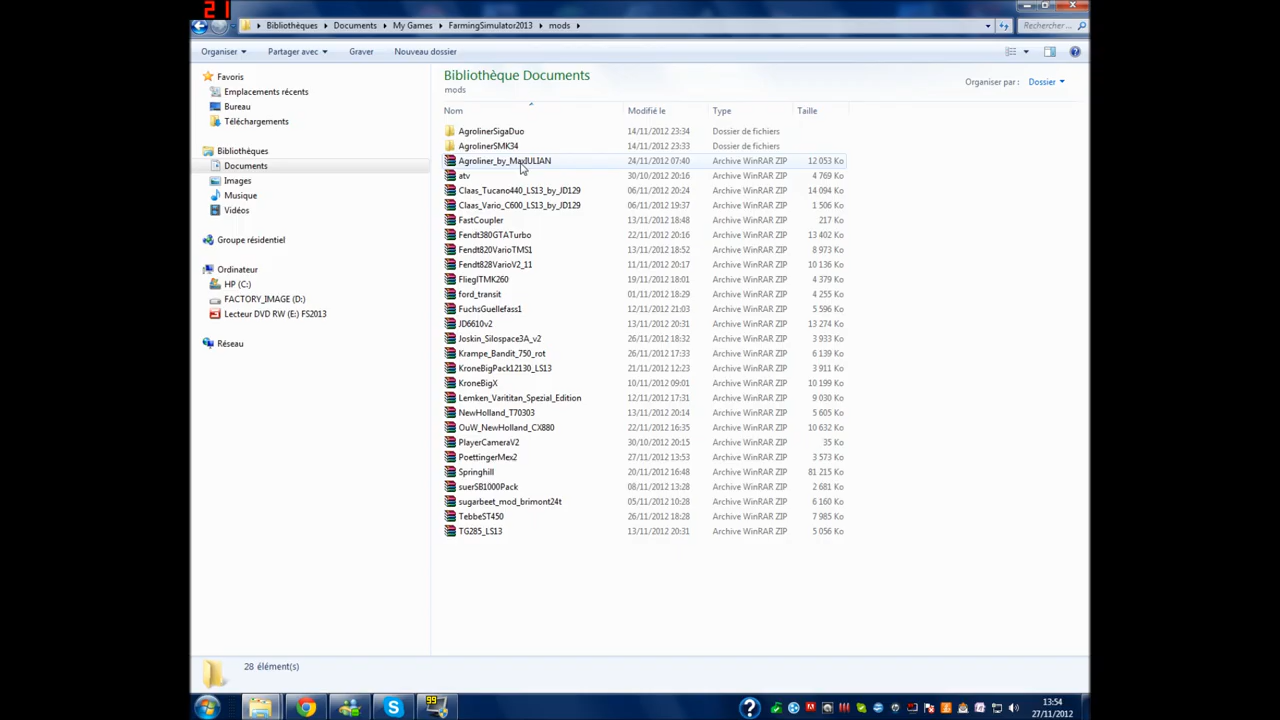 21
Bibliothèques ▸ Documents ▸ My Games ▸ FarmingSimulator2013 ▸ mods ▸
Rechercher...
Organiser Partager avec Graver Nouveau dossier
Favoris
Emplacements récents
Bureau
Téléchargements
Bibliothèques
Documents
Images
Musique
Vidéos
Groupe résidentiel
Ordinateur
HP (C:)
FACTORY_IMAGE (D:)
Lecteur DVD RW (E:) FS2013
Réseau
Bibliothèque Documents
mods
Organiser par : Dossier
Nom Modifié le Type Taille
AgrolinerSigaDuo 14/11/2012 23:34 Dossier de fichiers
AgrolinerSMK34 14/11/2012 23:33 Dossier de fichiers
Agroliner_by_MaxIULIAN 24/11/2012 07:40 Archive WinRAR ZIP 12 053 Ko
atv 30/10/2012 20:16 Archive WinRAR ZIP 4 769 Ko
Claas_Tucano440_LS13_by_JD129 06/11/2012 20:24 Archive WinRAR ZIP 14 094 Ko
Claas_Vario_C600_LS13_by_JD129 06/11/2012 19:37 Archive WinRAR ZIP 1 506 Ko
FastCoupler 13/11/2012 18:48 Archive WinRAR ZIP 217 Ko
Fendt380GTATurbo 22/11/2012 20:16 Archive WinRAR ZIP 13 402 Ko
Fendt820VarioTMS1 13/11/2012 18:52 Archive WinRAR ZIP 8 973 Ko
Fendt828VarioV2_11 11/11/2012 20:17 Archive WinRAR ZIP 10 136 Ko
FlieglTMK260 19/11/2012 18:01 Archive WinRAR ZIP 4 379 Ko
ford_transit 01/11/2012 18:29 Archive WinRAR ZIP 4 255 Ko
FuchsGuellefass1 12/11/2012 21:03 Archive WinRAR ZIP 5 596 Ko
JD6610v2 13/11/2012 20:31 Archive WinRAR ZIP 13 274 Ko
Joskin_Silospace3A_v2 26/11/2012 18:32 Archive WinRAR ZIP 3 933 Ko
Krampe_Bandit_750_rot 26/11/2012 17:33 Archive WinRAR ZIP 6 139 Ko
KroneBigPack12130_LS13 21/11/2012 12:23 Archive WinRAR ZIP 3 911 Ko
KroneBigX 10/11/2012 09:01 Archive WinRAR ZIP 10 199 Ko
Lemken_Varititan_Spezial_Edition 12/11/2012 17:31 Archive WinRAR ZIP 9 030 Ko
NewHolland_T70303 13/11/2012 20:14 Archive WinRAR ZIP 5 605 Ko
OuW_NewHolland_CX880 22/11/2012 16:35 Archive WinRAR ZIP 10 632 Ko
PlayerCameraV2 30/10/2012 20:15 Archive WinRAR ZIP 35 Ko
PoettingerMex2 27/11/2012 13:53 Archive WinRAR ZIP 3 573 Ko
Springhill 20/11/2012 16:48 Archive WinRAR ZIP 81 215 Ko
suerSB1000Pack 08/11/2012 13:28 Archive WinRAR ZIP 2 681 Ko
sugarbeet_mod_brimont24t 05/11/2012 10:28 Archive WinRAR ZIP 6 160 Ko
TebbeST450 26/11/2012 18:28 Archive WinRAR ZIP 7 985 Ko
TG285_LS13 13/11/2012 20:31 Archive WinRAR ZIP 5 056 Ko
28 élément(s)
99
13:54
27/11/2012